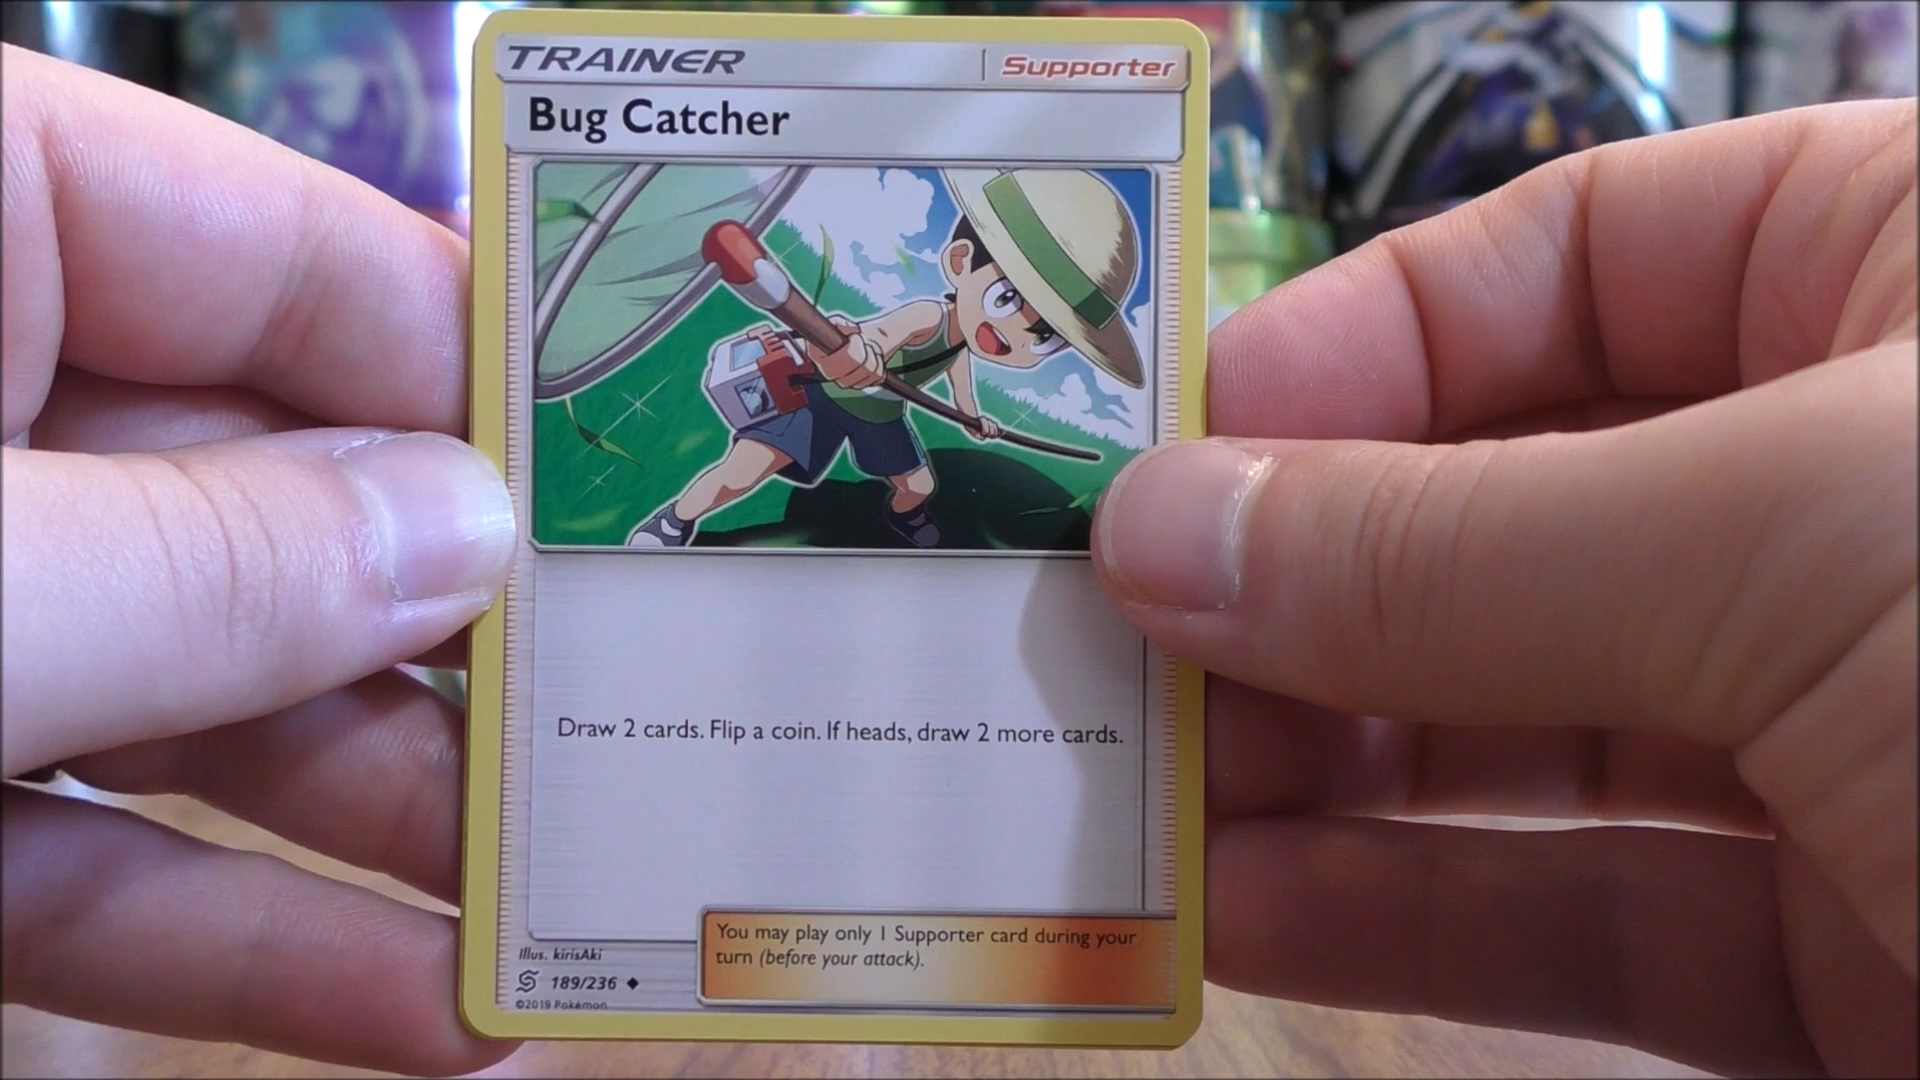 TRAINER
Supporter
Bug Catcher
Draw 2 cards. Flip a coin. If heads, draw 2 more cards.
You may play only 1 Supporter card during your
turn (before your attack).
Illus. kirisAki
189/236
©2019 Pokémon